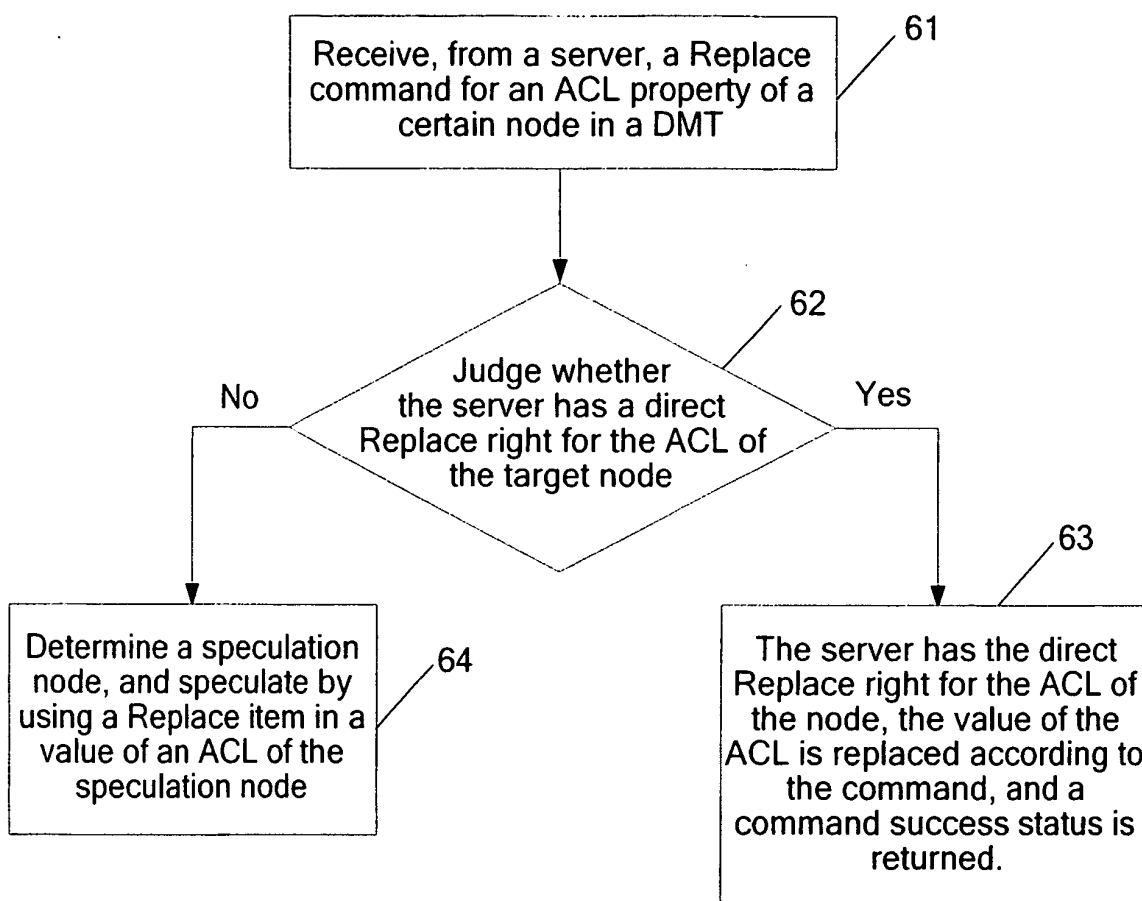 Receive, from a server, a Replace
command for an ACL property of a
certain node in a DMT
61
62
Judge whether
the server has a direct
Replace right for the ACL of
the target node
No
Yes
63
Determine a speculation
node, and speculate by
using a Replace item in a
value of an ACL of the
speculation node
64
The server has the direct
Replace right for the ACL of
the node, the value of the
ACL is replaced according to
the command, and a
command success status is
returned.